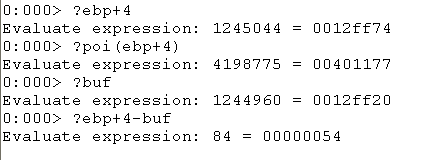 0:000> ?ebp+4
Evaluate expression: 1245044 = 0012ff74
0:000> ?poi(ebp+4)
Evaluate expression: 4198775 = 00401177
0:000> ?buf
Evaluate expression: 1244960 = 0012ff20
0:000> ?ebp+4-buf
Evaluate expression: 84 = 00000054